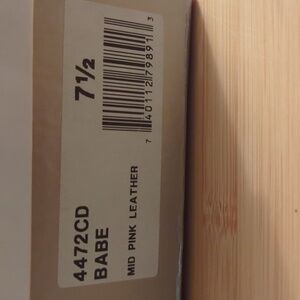 4472CD
BABE
MID PINK LEATHER
7½
7 40112 79891 3